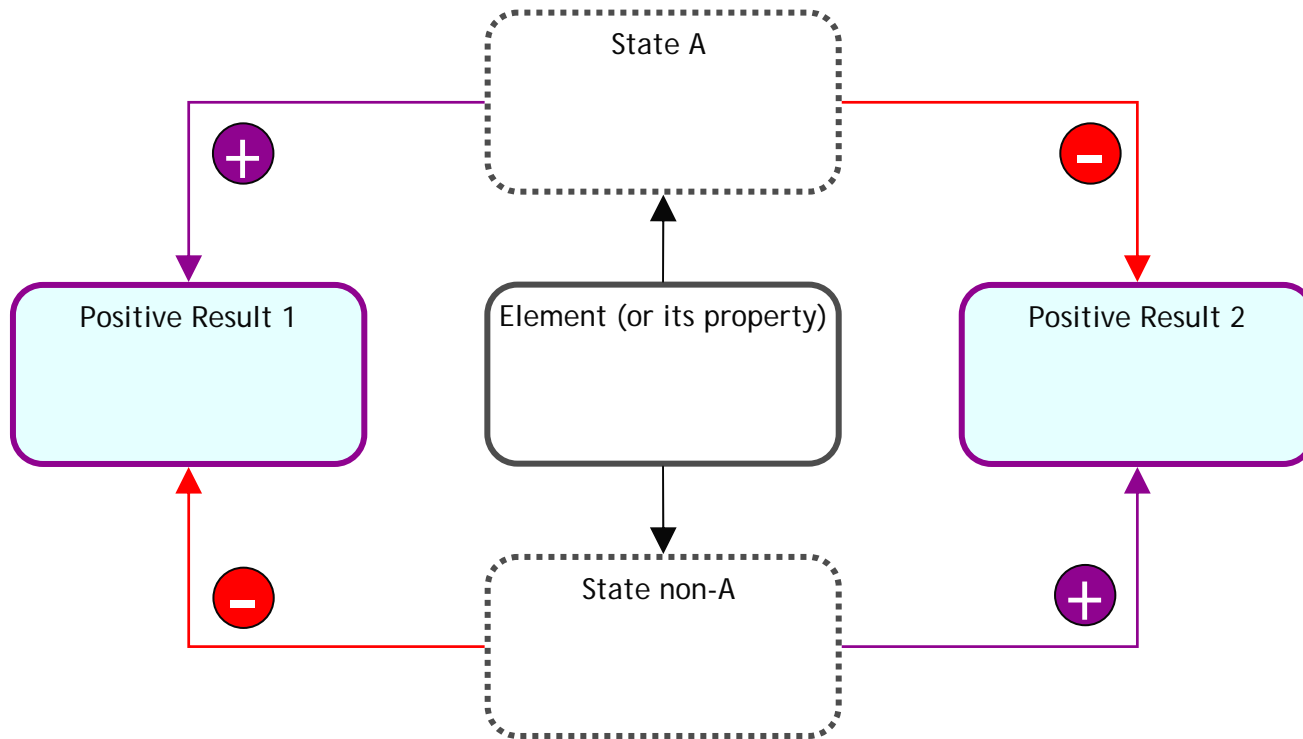 State A
+
-
Positive Result 1
Element (or its property)
Positive Result 2
-
State non-A
+